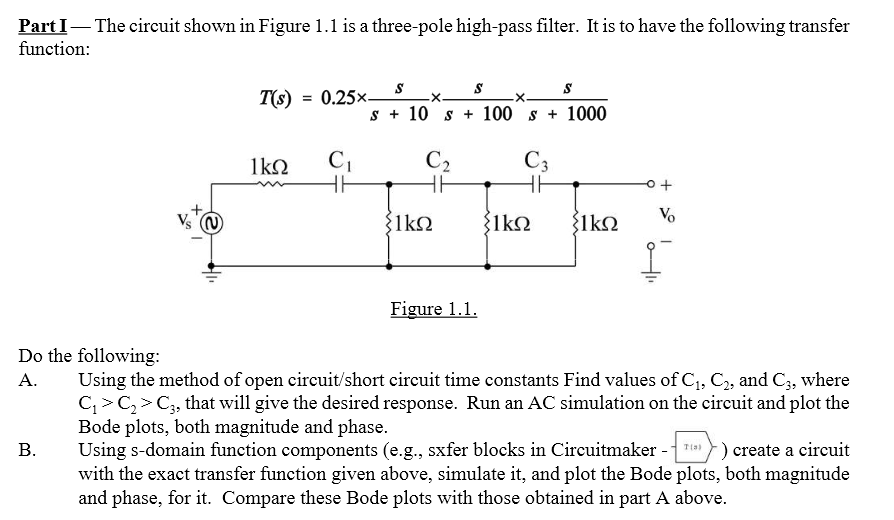 Part I — The circuit shown in Figure 1.1 is a three-pole high-pass filter. It is to have the following transfer
function:
T(s) = 0.25× s / (s + 10) × s / (s + 100) × s / (s + 1000)
1kΩ C₁ C₂ C₃
+
Vₛ
−
1kΩ 1kΩ 1kΩ
+
Vₒ
−
Figure 1.1.
Do the following:
A. Using the method of open circuit/short circuit time constants Find values of C₁, C₂, and C₃, where
C₁ > C₂ > C₃, that will give the desired response. Run an AC simulation on the circuit and plot the
Bode plots, both magnitude and phase.
B. Using s-domain function components (e.g., sxfer blocks in Circuitmaker - T(s) ) create a circuit
with the exact transfer function given above, simulate it, and plot the Bode plots, both magnitude
and phase, for it. Compare these Bode plots with those obtained in part A above.